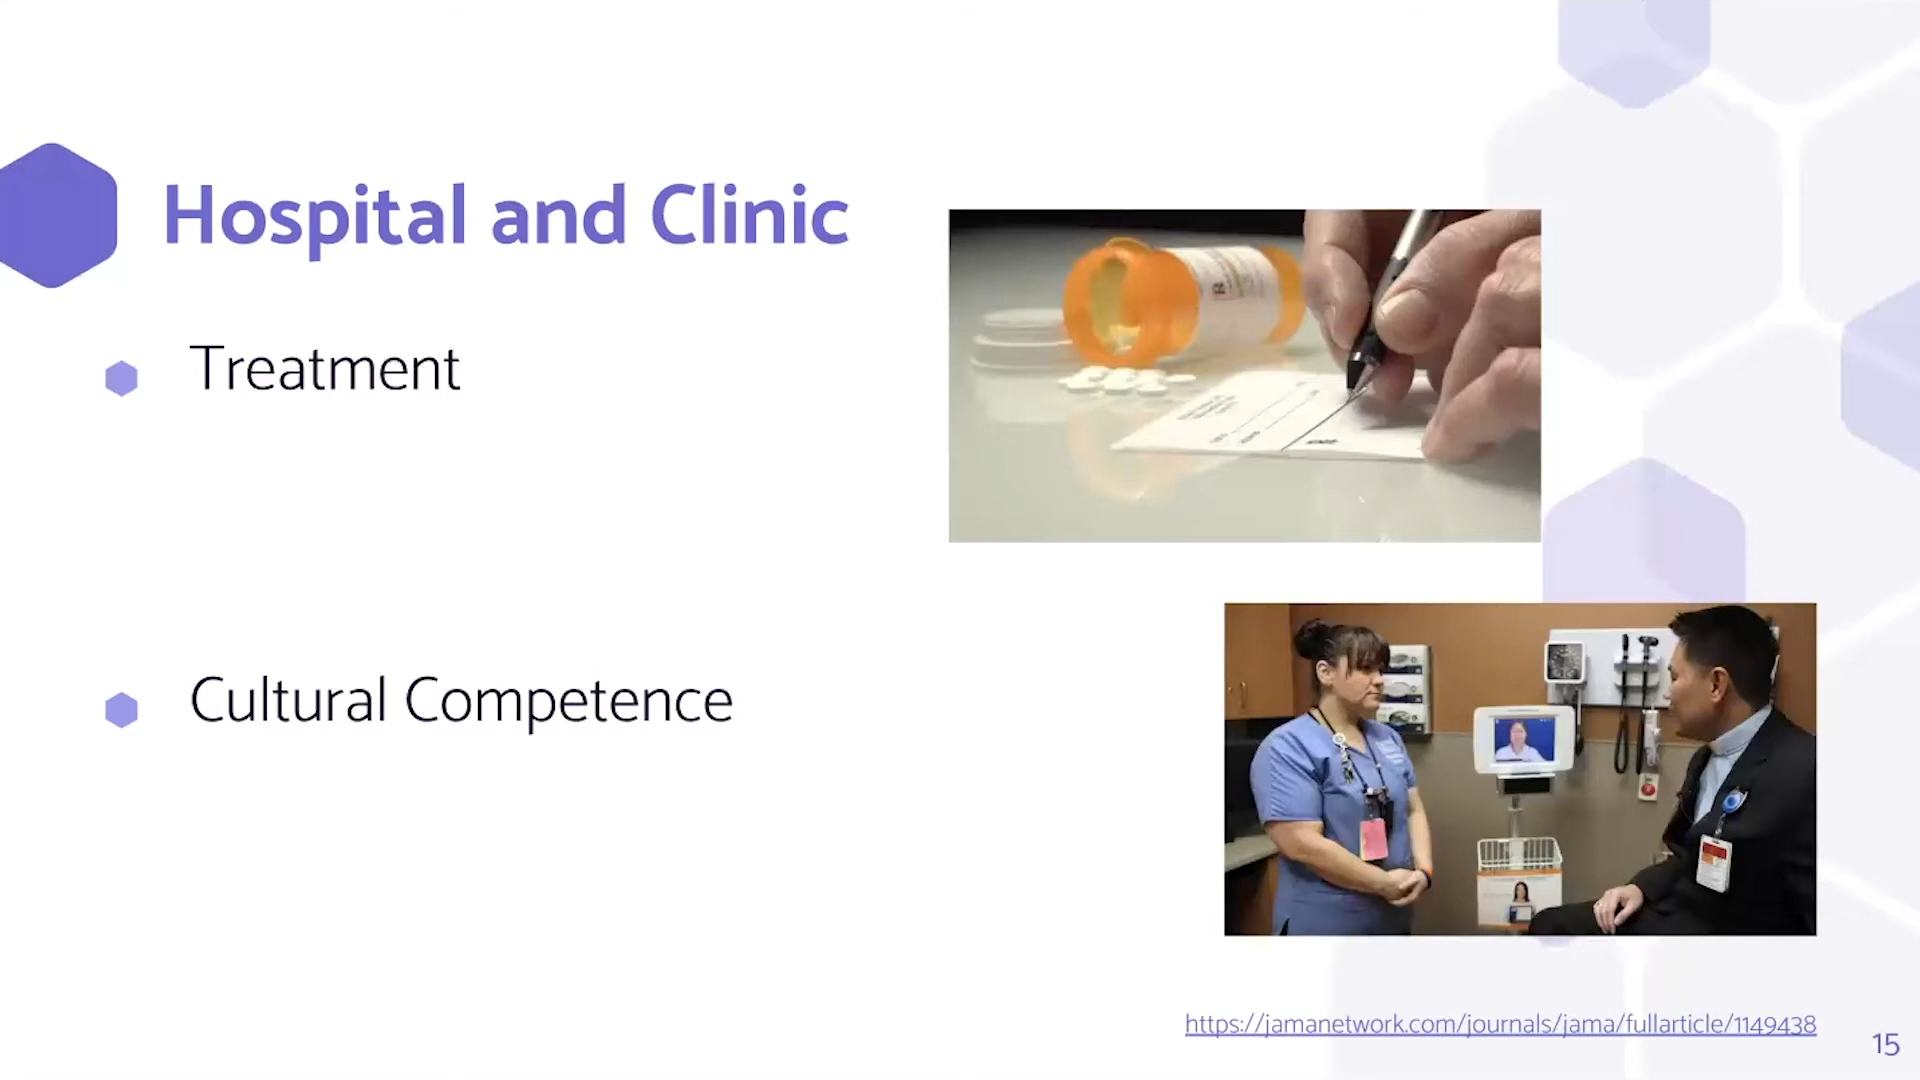 Hospital and Clinic
Treatment
Cultural Competence
https://jamanetwork.com/journals/jama/fullarticle/1149438
15